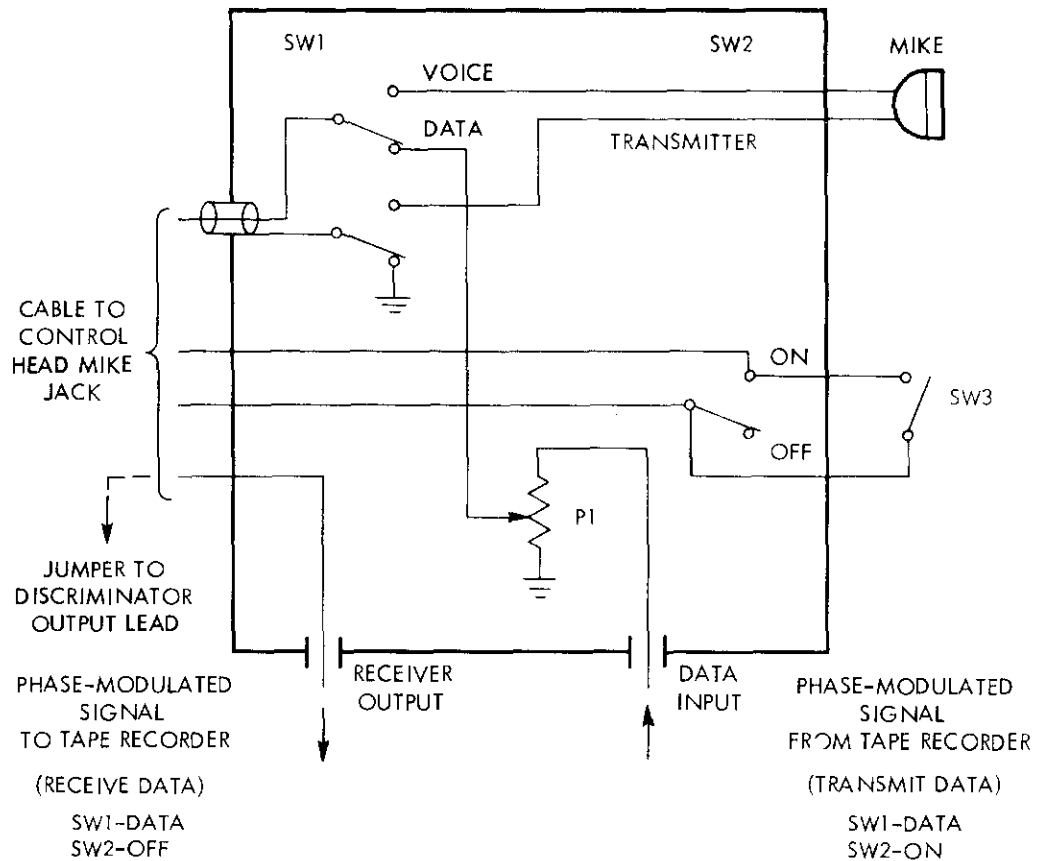 SW1
SW2
MIKE
VOICE
DATA
TRANSMITTER
CABLE TO
CONTROL
HEAD MIKE
JACK
ON
SW3
OFF
P1
JUMPER TO
DISCRIMINATOR
OUTPUT LEAD
RECEIVER
OUTPUT
DATA
INPUT
PHASE-MODULATED
SIGNAL
TO TAPE RECORDER
(RECEIVE DATA)
SW1-DATA
SW2-OFF
PHASE-MODULATED
SIGNAL
FROM TAPE RECORDER
(TRANSMIT DATA)
SW1-DATA
SW2-ON